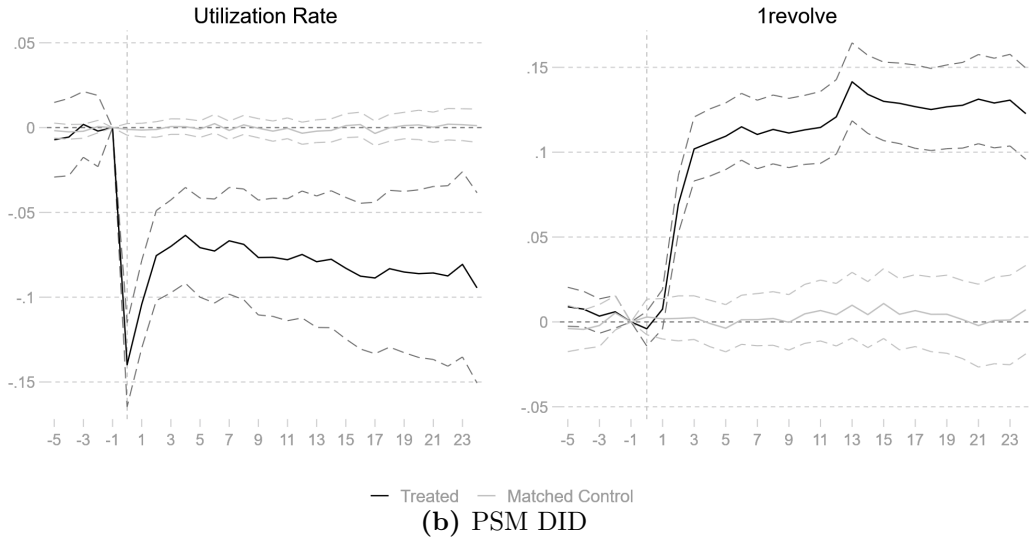 Utilization Rate
1revolve
.05
0
-.05
-.1
-.15
-5 -3 -1 1 3 5 7 9 11 13 15 17 19 21 23
.15
.1
.05
0
-.05
-5 -3 -1 1 3 5 7 9 11 13 15 17 19 21 23
Treated Matched Control
(b) PSM DID